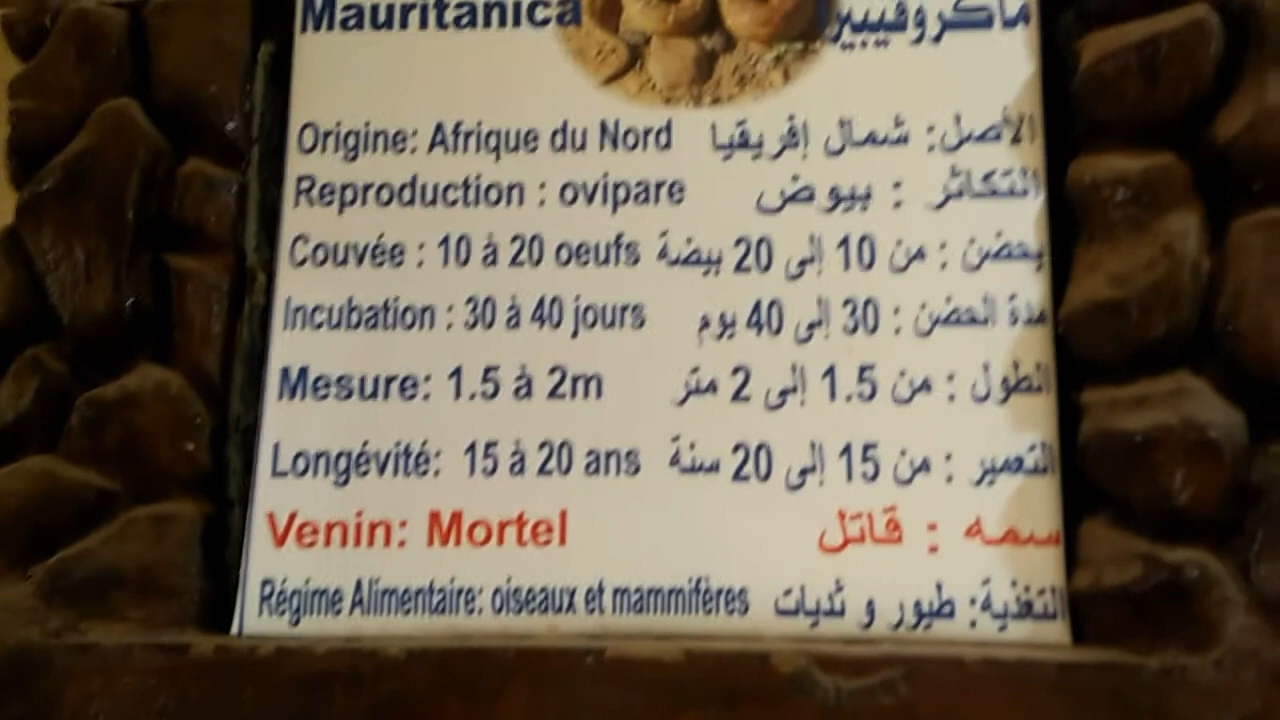 Mauritanica ماكروفيبير
Origine: Afrique du Nord الأصل: شمال إفريقيا
Reproduction : ovipare التكاثر : بيوض
Couvée : 10 à 20 oeufs يحضن : من 10 إلى 20 بيضة
Incubation : 30 à 40 jours مدة الحضن : 30 إلى 40 يوم
Mesure: 1.5 à 2m الطول : من 1.5 إلى 2 متر
Longévité: 15 à 20 ans التعمير : من 15 إلى 20 سنة
Venin: Mortel سمه : قاتل
Régime Alimentaire: oiseaux et mammifères التغذية: طيور و ثديات